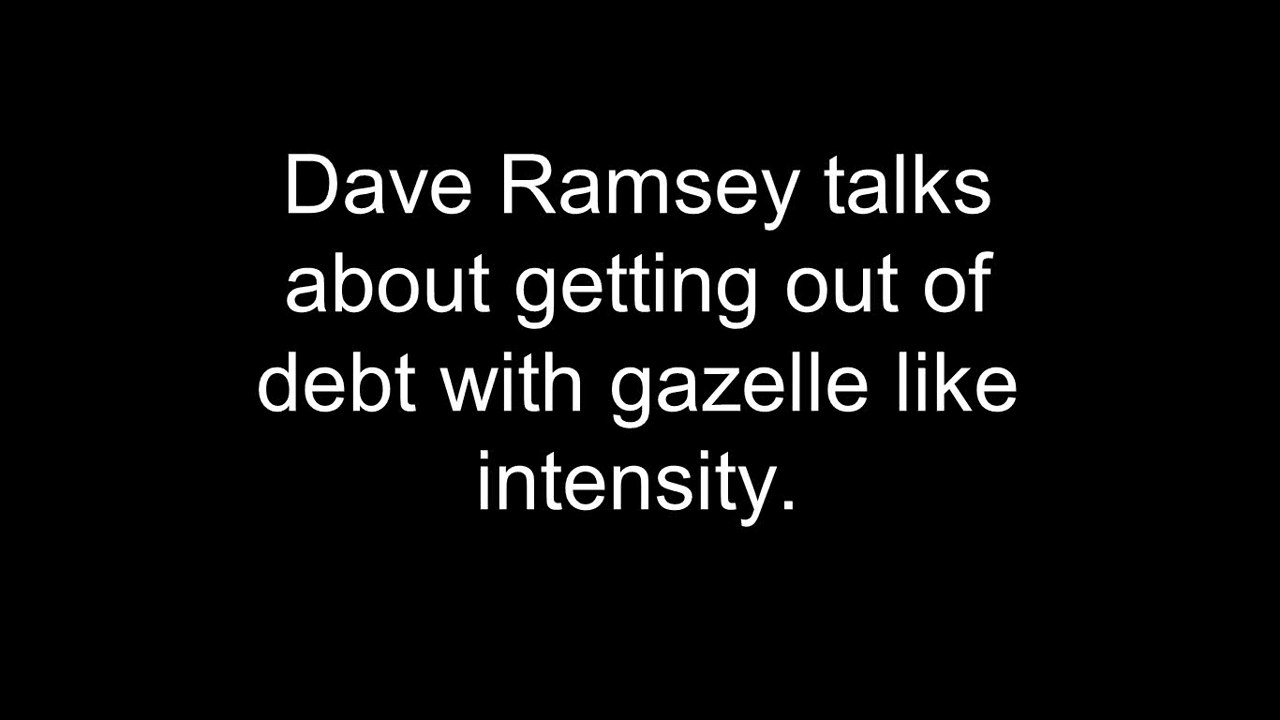 Dave Ramsey talks
about getting out of
debt with gazelle like
intensity.